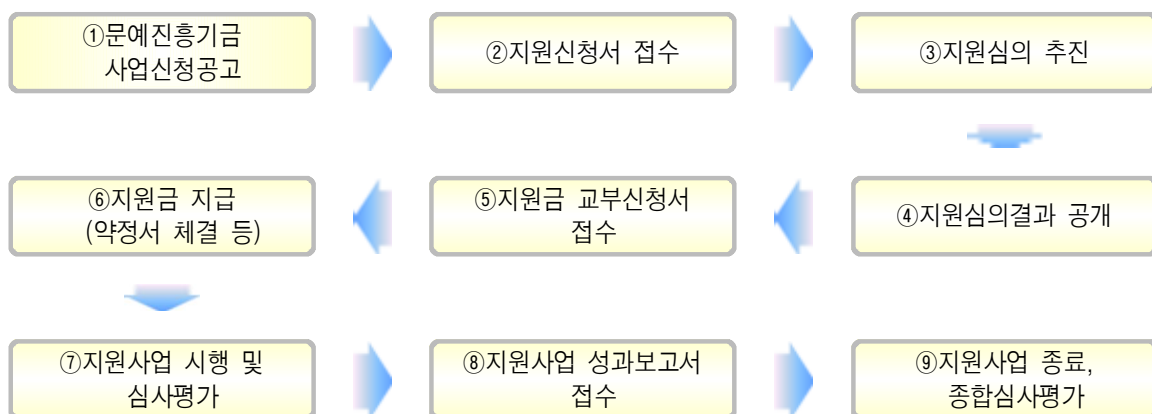 ①문예진흥기금
사업신청공고
②지원신청서 접수
③지원심의 추진
⑥지원금 지급
(약정서 체결 등)
⑤지원금 교부신청서
접수
④지원심의결과 공개
⑦지원사업 시행 및
심사평가
⑧지원사업 성과보고서
접수
⑨지원사업 종료,
종합심사평가